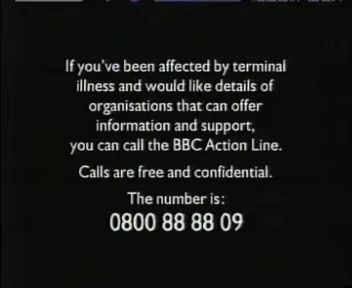 If you've been affected by terminal
illness and would like details of
organisations that can offer
information and support,
you can call the BBC Action Line.
Calls are free and confidential.
The number is:
0800 88 88 09